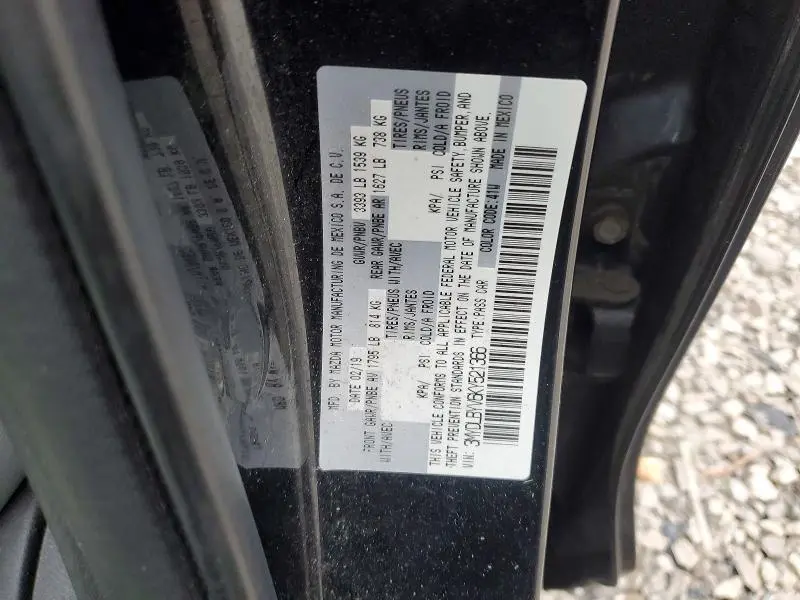 MFD. BY MAZDA MOTOR MANUFACTURING DE MEXICO S.A. DE C.V.
DATE 02/19 GVWR/PNBV 3393 LB 1539 KG
FRONT GAWR/PNBE AV 1795 LB 814 KG REAR GAWR/PNBE AR 1627 LB 738 KG
WITH/AVEC TIRES/PNEUS WITH/AVEC TIRES/PNEUS
RIMS/JANTES RIMS/JANTES
KPA/ PSI COLD/A FROID KPA/ PSI COLD/A FROID
THIS VEHICLE CONFORMS TO ALL APPLICABLE FEDERAL MOTOR VEHICLE SAFETY, BUMPER, AND
THEFT PREVENTION STANDARDS IN EFFECT ON THE DATE OF MANUFACTURE SHOWN ABOVE.
VIN: 3MYDLBYV6KY521366 TYPE:PASS CAR COLOR CODE:41W MADE IN MEXICO